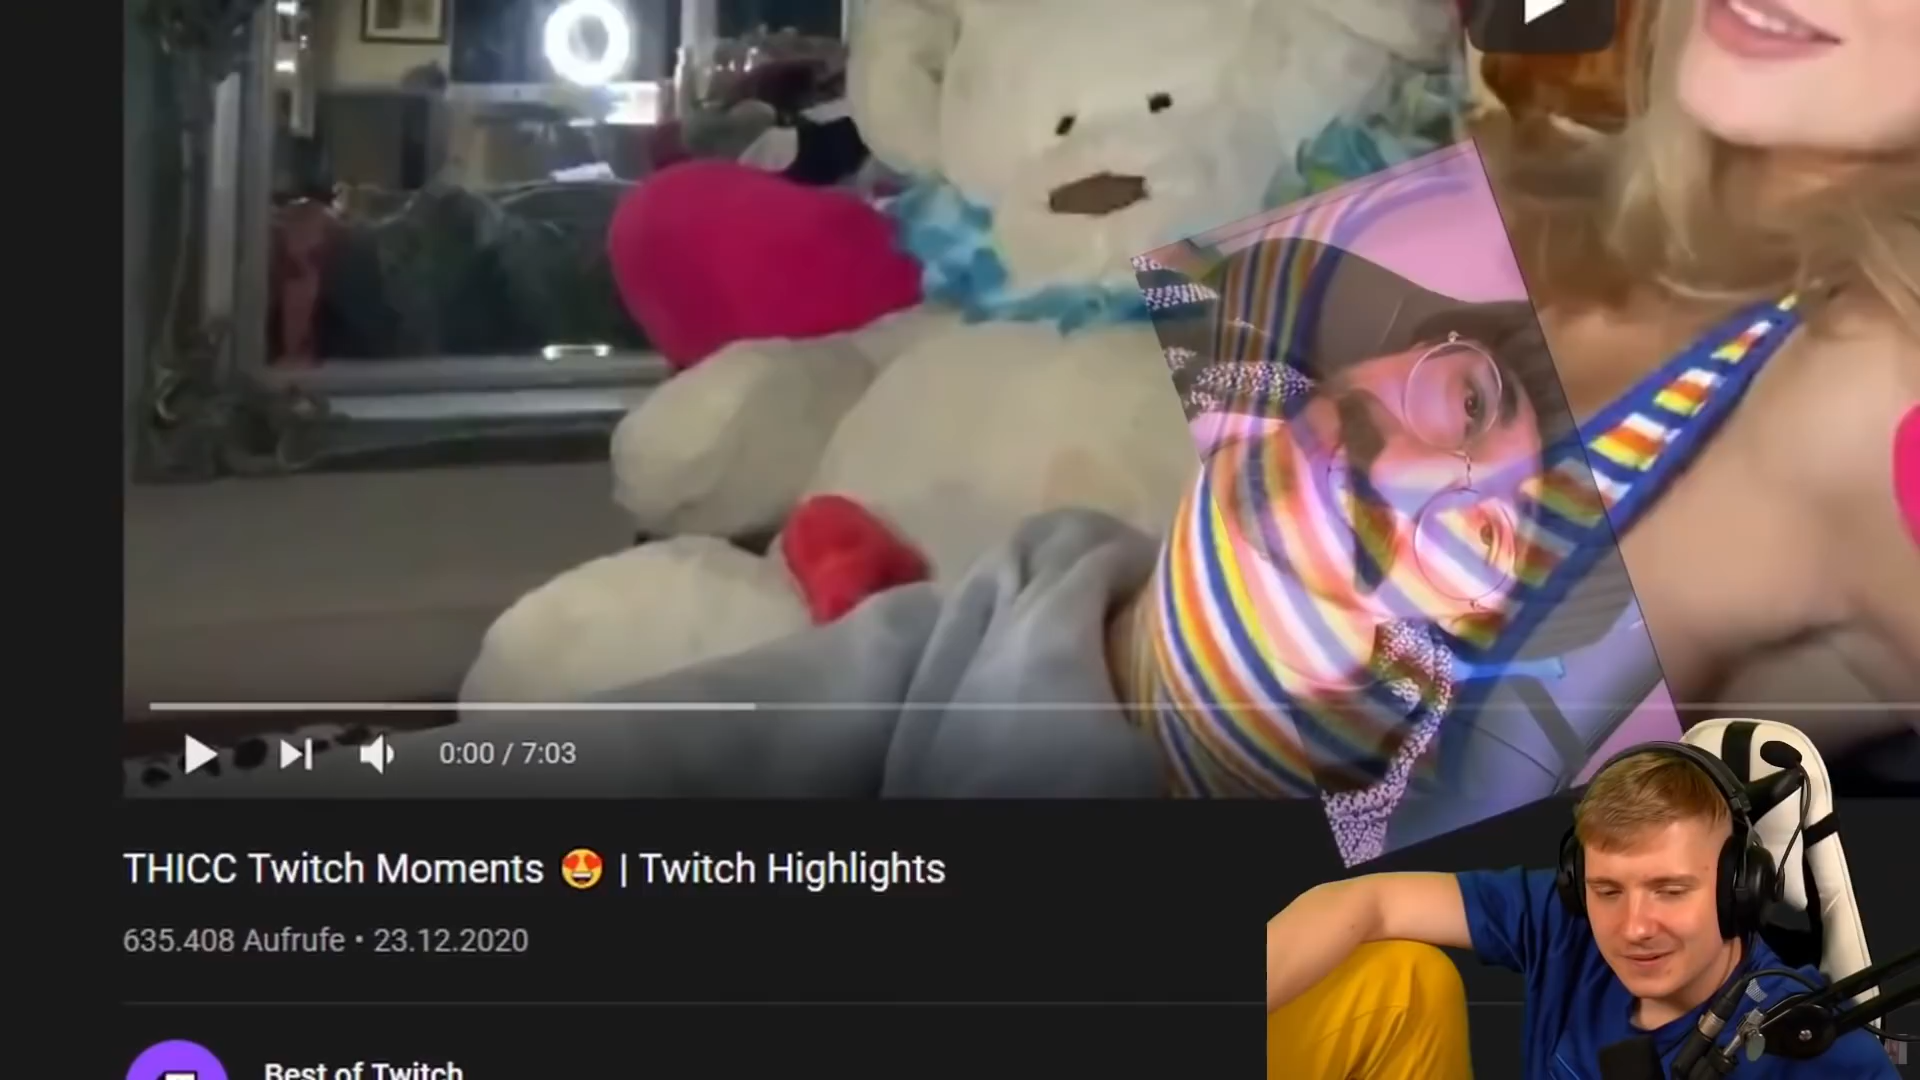 0:00 / 7:03
THICC Twitch Moments 😍 | Twitch Highlights
635.408 Aufrufe • 23.12.2020
Best of Twitch